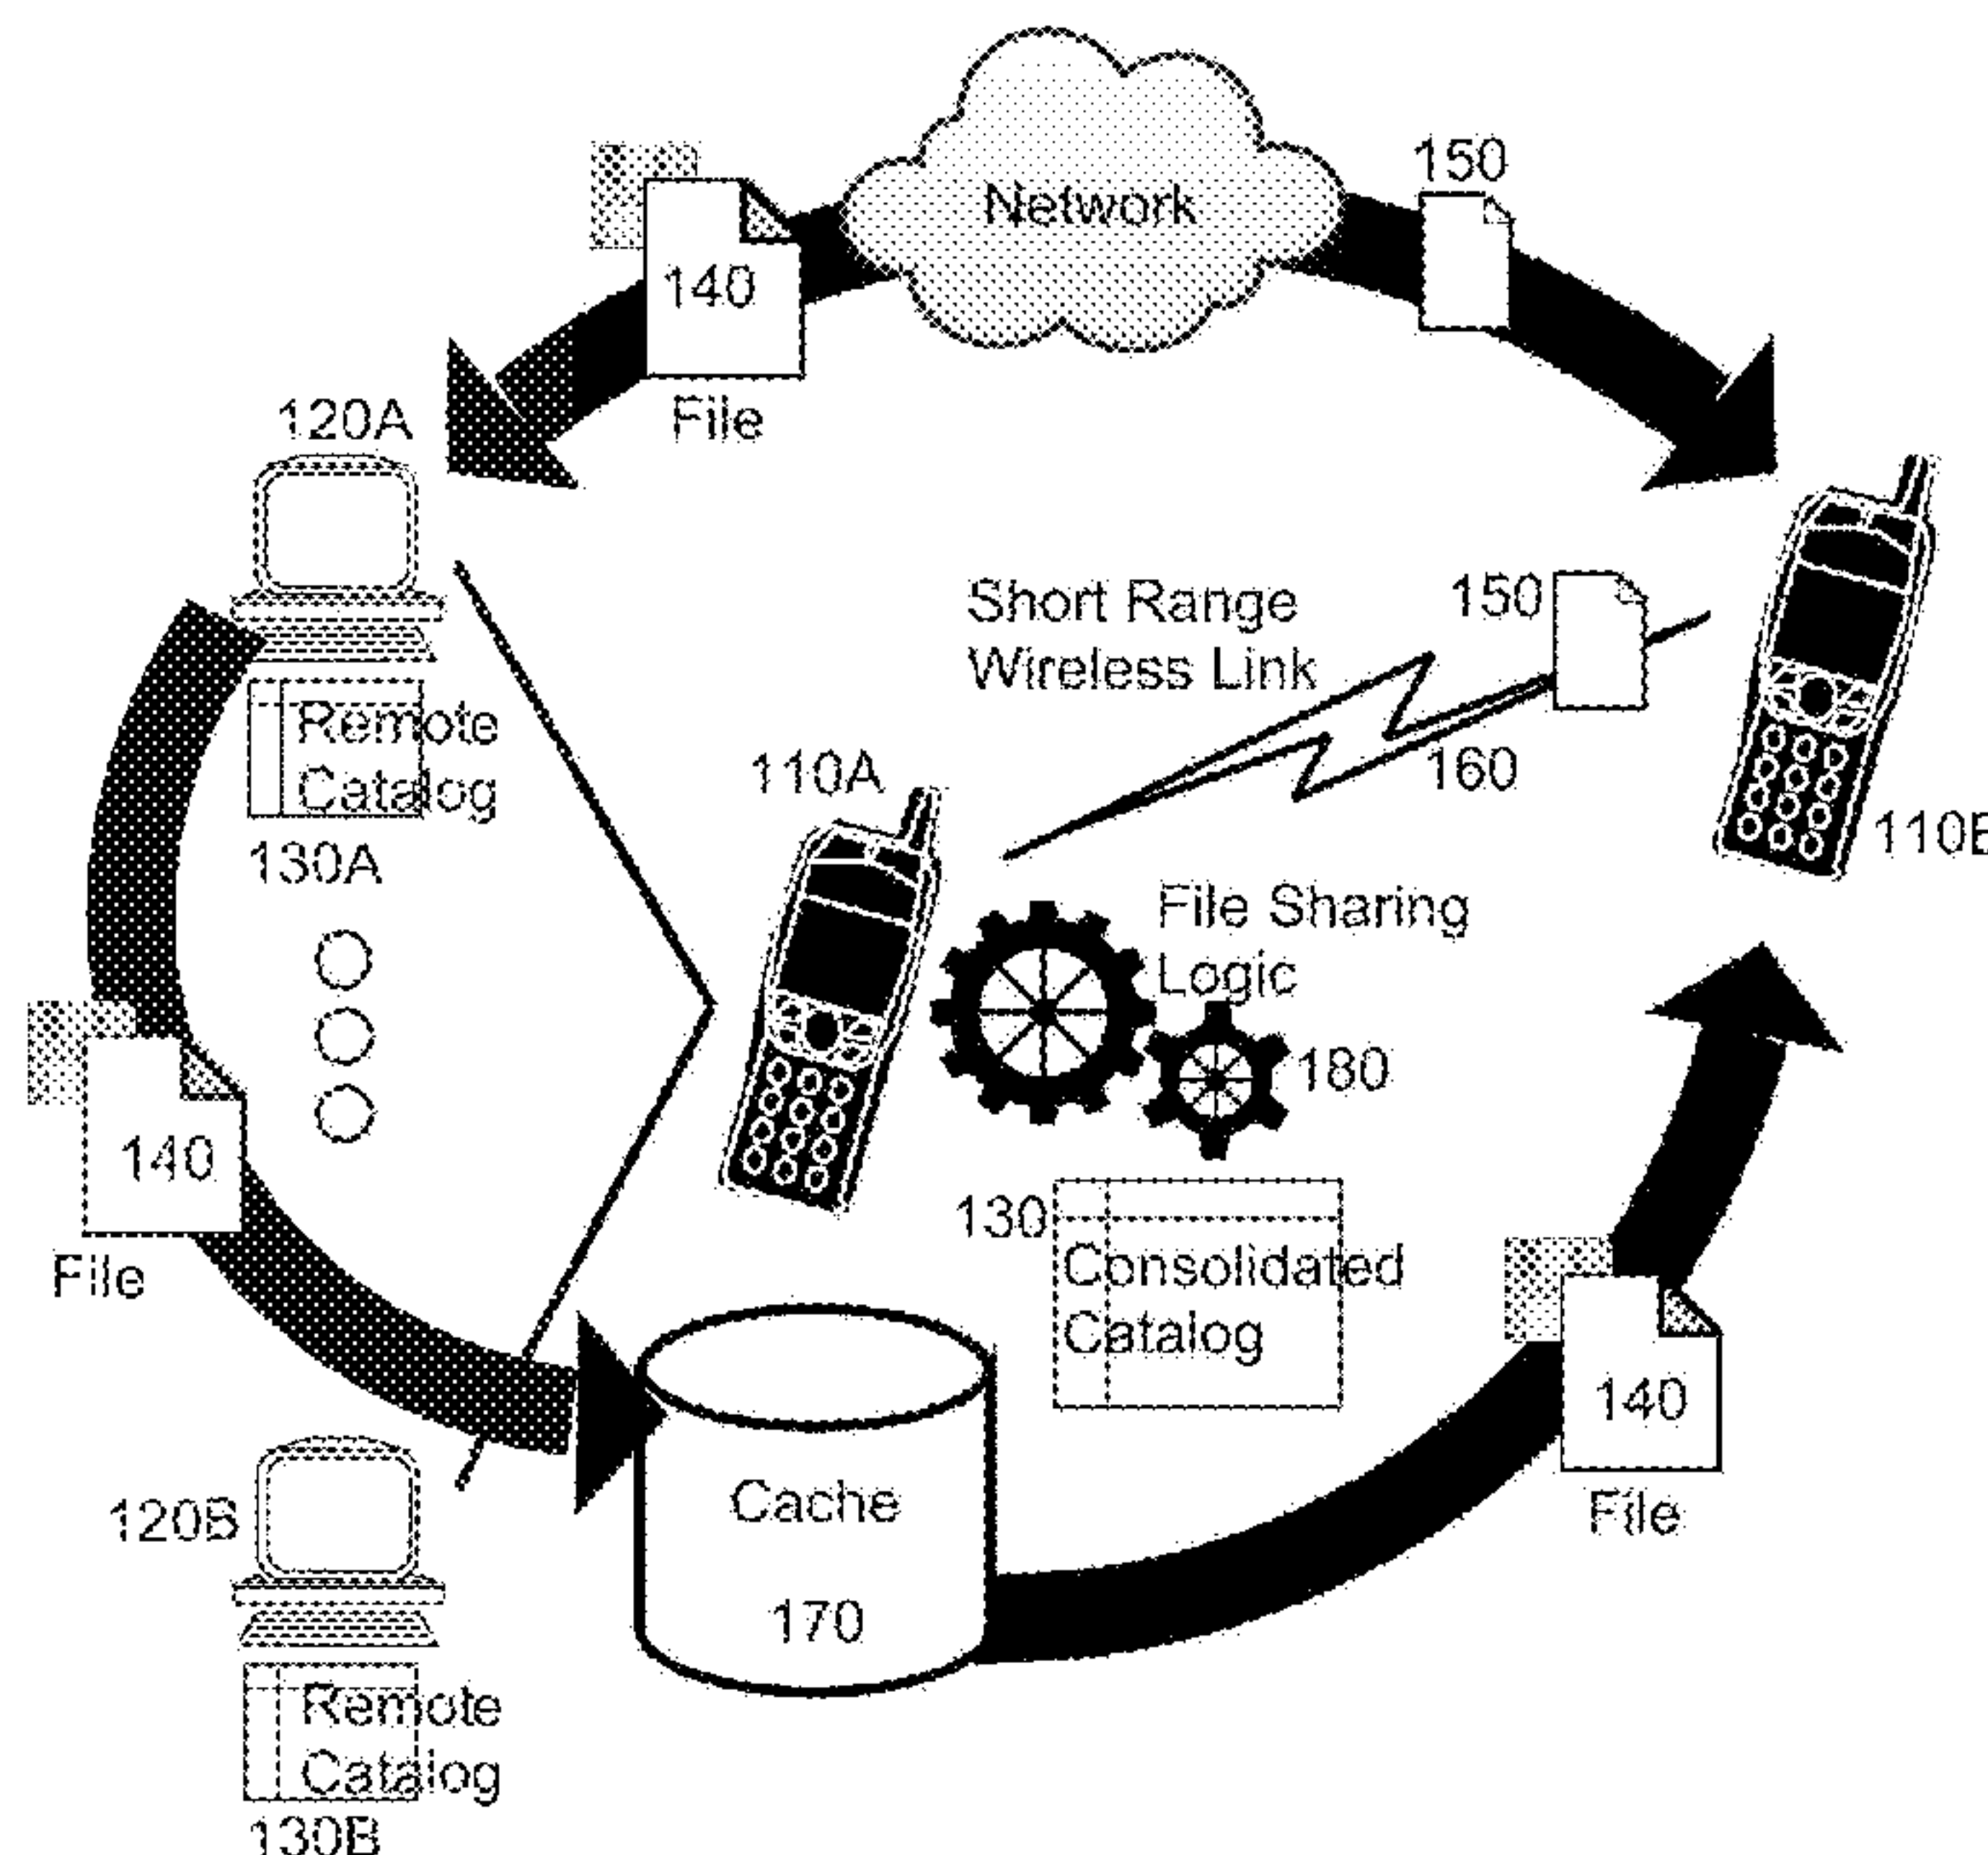 Network
150
140
File
120A
Short Range
Wireless Link
150
160
Remote
Catalog
130A
110A
110B
File Sharing
Logic
180
140
File
130
Consolidated
Catalog
140
File
120B
Cache
170
Remote
Catalog
130B